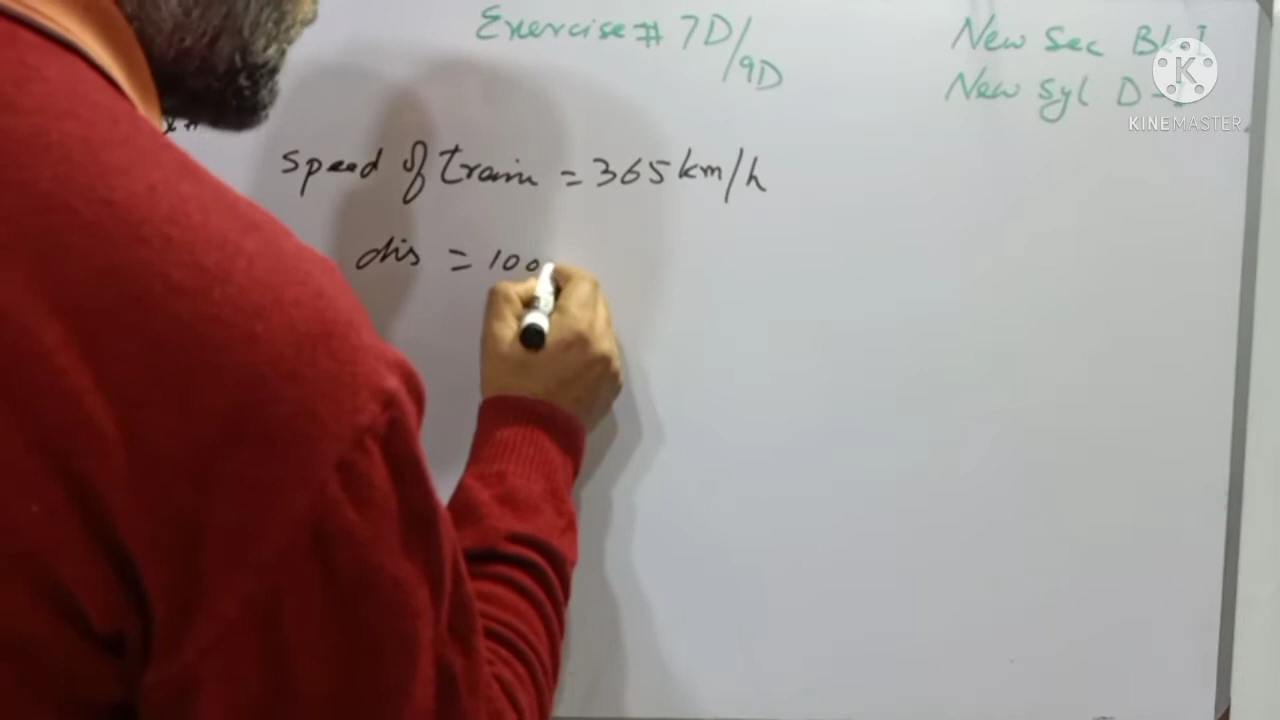 Exercise # 7D/9D
New Sec
New Syl D-
KINEMASTER
speed of train = 365 km/h
dis = 100